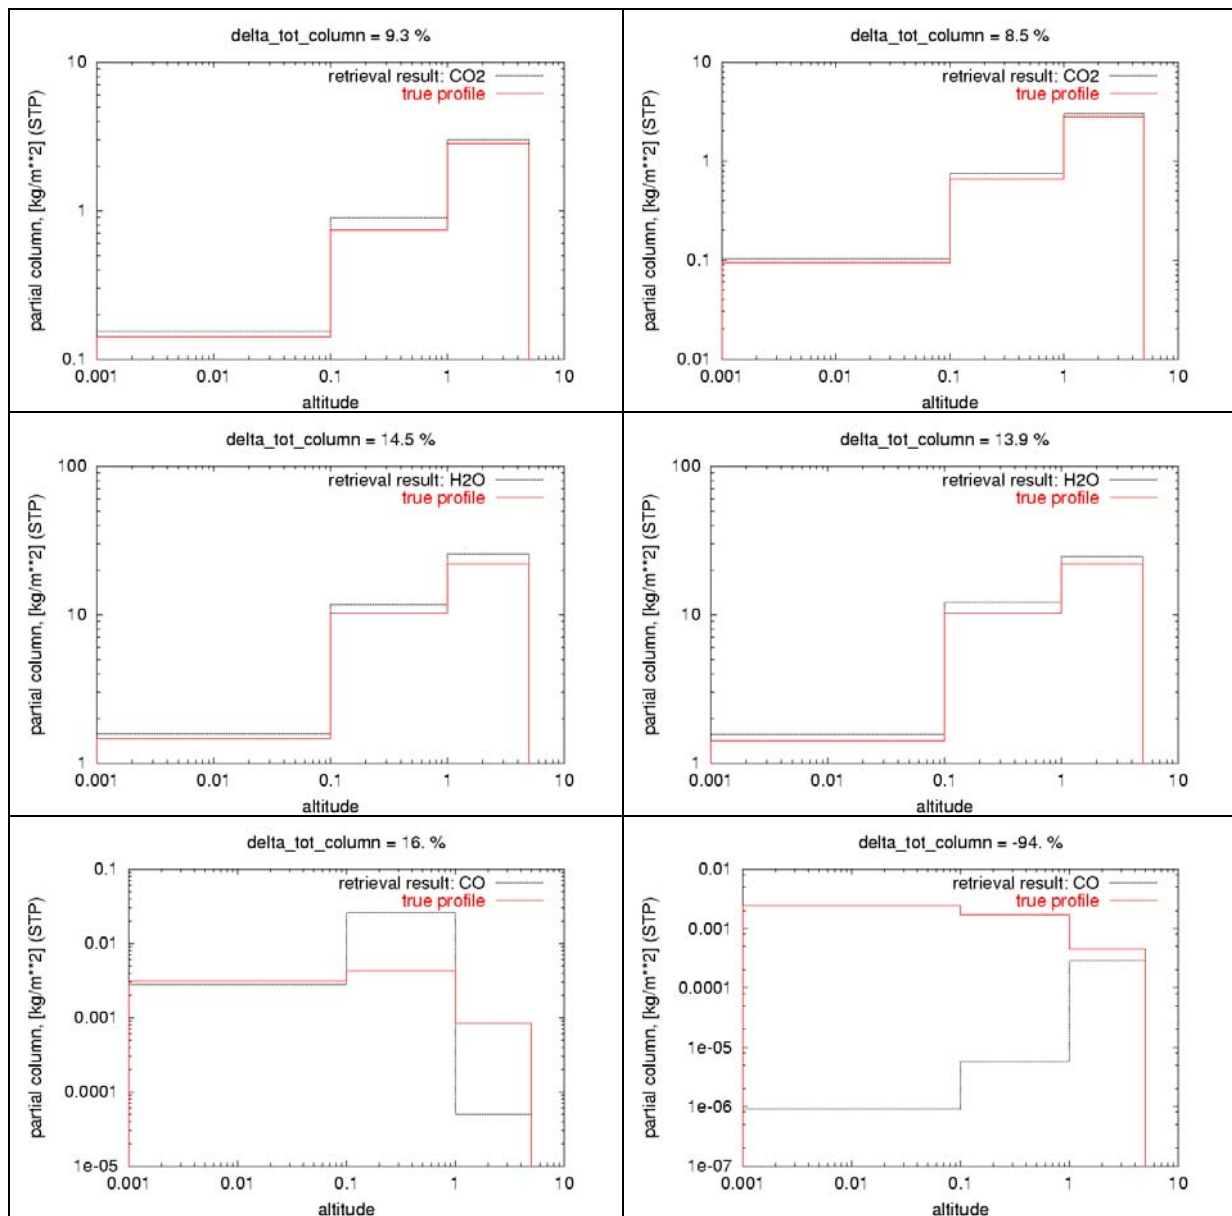 delta_tot_column = 9.3 %
partial column, [kg/m**2] (STP)
10
1
0.1
retrieval result: CO2
true profile
0.001 0.01 0.1 1 10
altitude
delta_tot_column = 8.5 %
partial column, [kg/m**2] (STP)
10
1
0.1
0.01
retrieval result: CO2
true profile
0.001 0.01 0.1 1 10
altitude
delta_tot_column = 14.5 %
partial column, [kg/m**2] (STP)
100
10
1
retrieval result: H2O
true profile
0.001 0.01 0.1 1 10
altitude
delta_tot_column = 13.9 %
partial column, [kg/m**2] (STP)
100
10
1
retrieval result: H2O
true profile
0.001 0.01 0.1 1 10
altitude
delta_tot_column = 16. %
partial column, [kg/m**2] (STP)
0.1
0.01
0.001
0.0001
1e-05
retrieval result: CO
true profile
0.001 0.01 0.1 1 10
altitude
delta_tot_column = -94. %
partial column, [kg/m**2] (STP)
0.01
0.001
0.0001
1e-05
1e-06
1e-07
retrieval result: CO
true profile
0.001 0.01 0.1 1 10
altitude